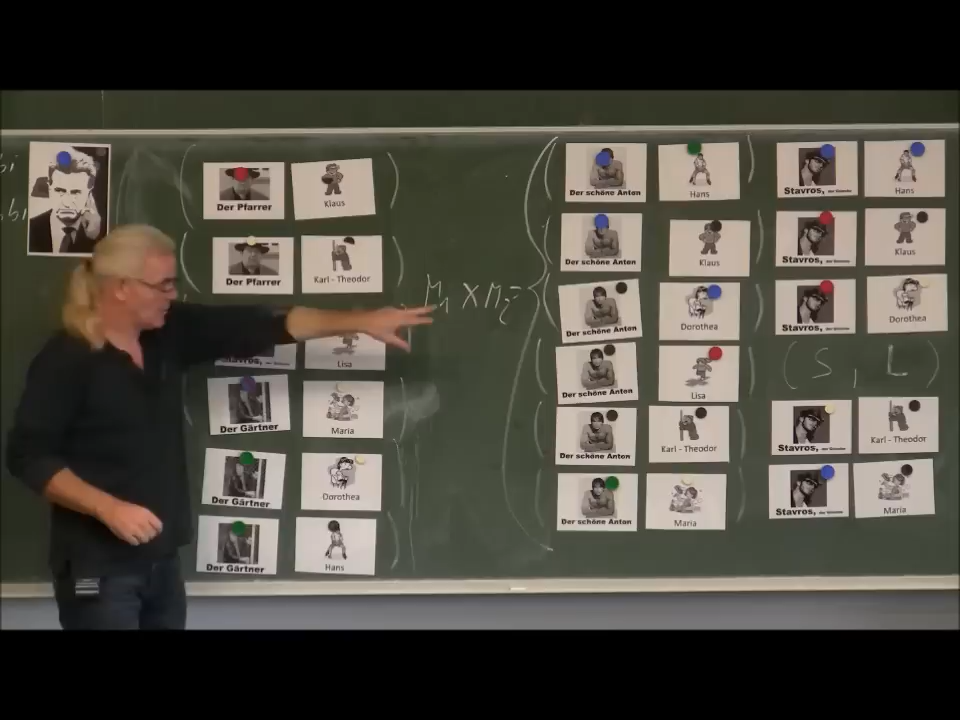 Der Pfarrer Klaus
Der Pfarrer Karl - Theodor
Stavros, Lisa
Der Gärtner Maria
Der Gärtner Dorothea
Der Gärtner Hans
M1 x M2 =
Der schöne Anton Hans Stavros, Hans
Der schöne Anton Klaus Stavros, Klaus
Der schöne Anton Dorothea Stavros, Dorothea
Der schöne Anton Lisa (S, L)
Der schöne Anton Karl - Theodor Stavros, Karl - Theodor
Der schöne Anton Maria Stavros, Maria